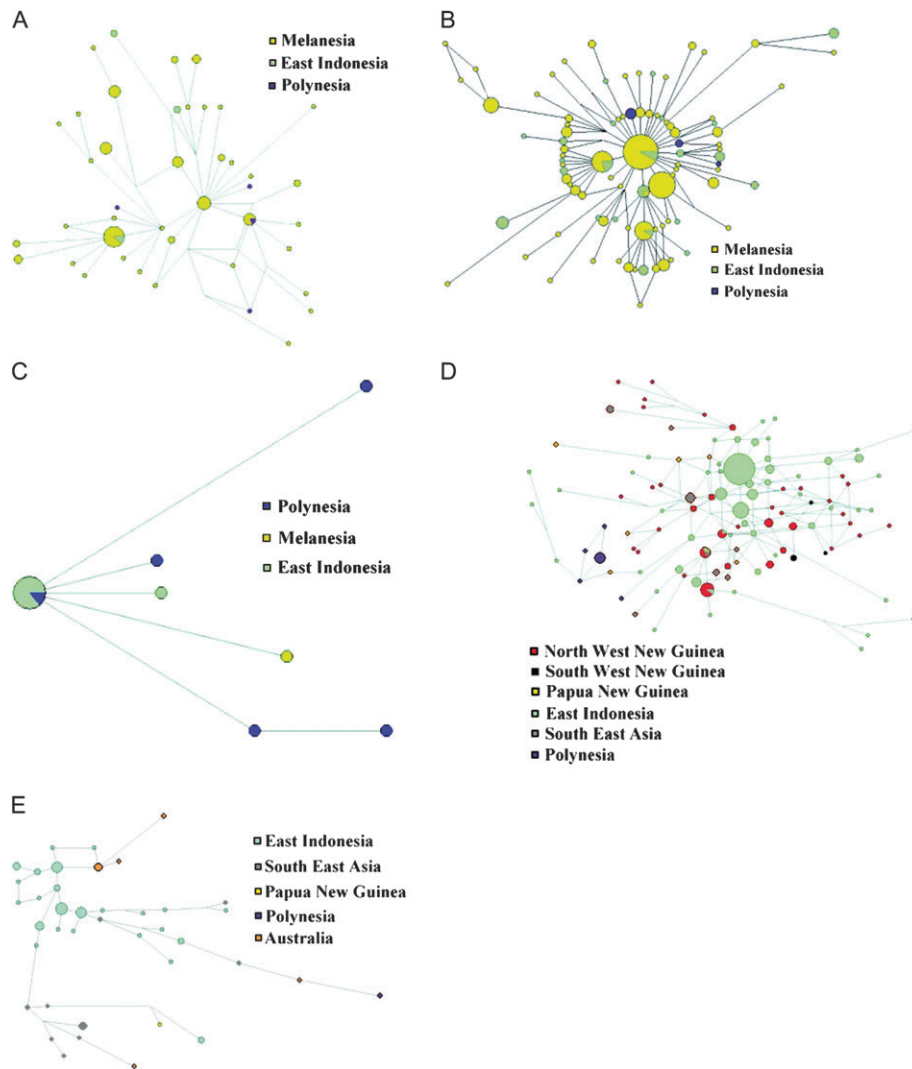 A
Melanesia
East Indonesia
Polynesia
B
Melanesia
East Indonesia
Polynesia
C
Polynesia
Melanesia
East Indonesia
D
North West New Guinea
South West New Guinea
Papua New Guinea
East Indonesia
South East Asia
Polynesia
E
East Indonesia
South East Asia
Papua New Guinea
Polynesia
Australia